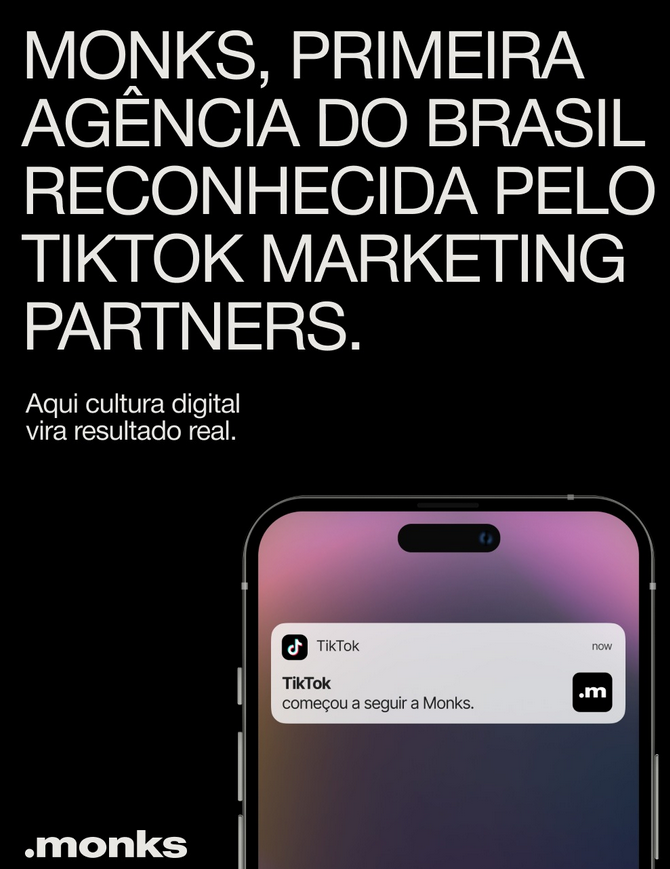 MONKS, PRIMEIRA
AGÊNCIA DO BRASIL
RECONHECIDA PELO
TIKTOK MARKETING
PARTNERS.
Aqui cultura digital
vira resultado real.
TikTok
now
TikTok
começou a seguir a Monks.
.m
.monks